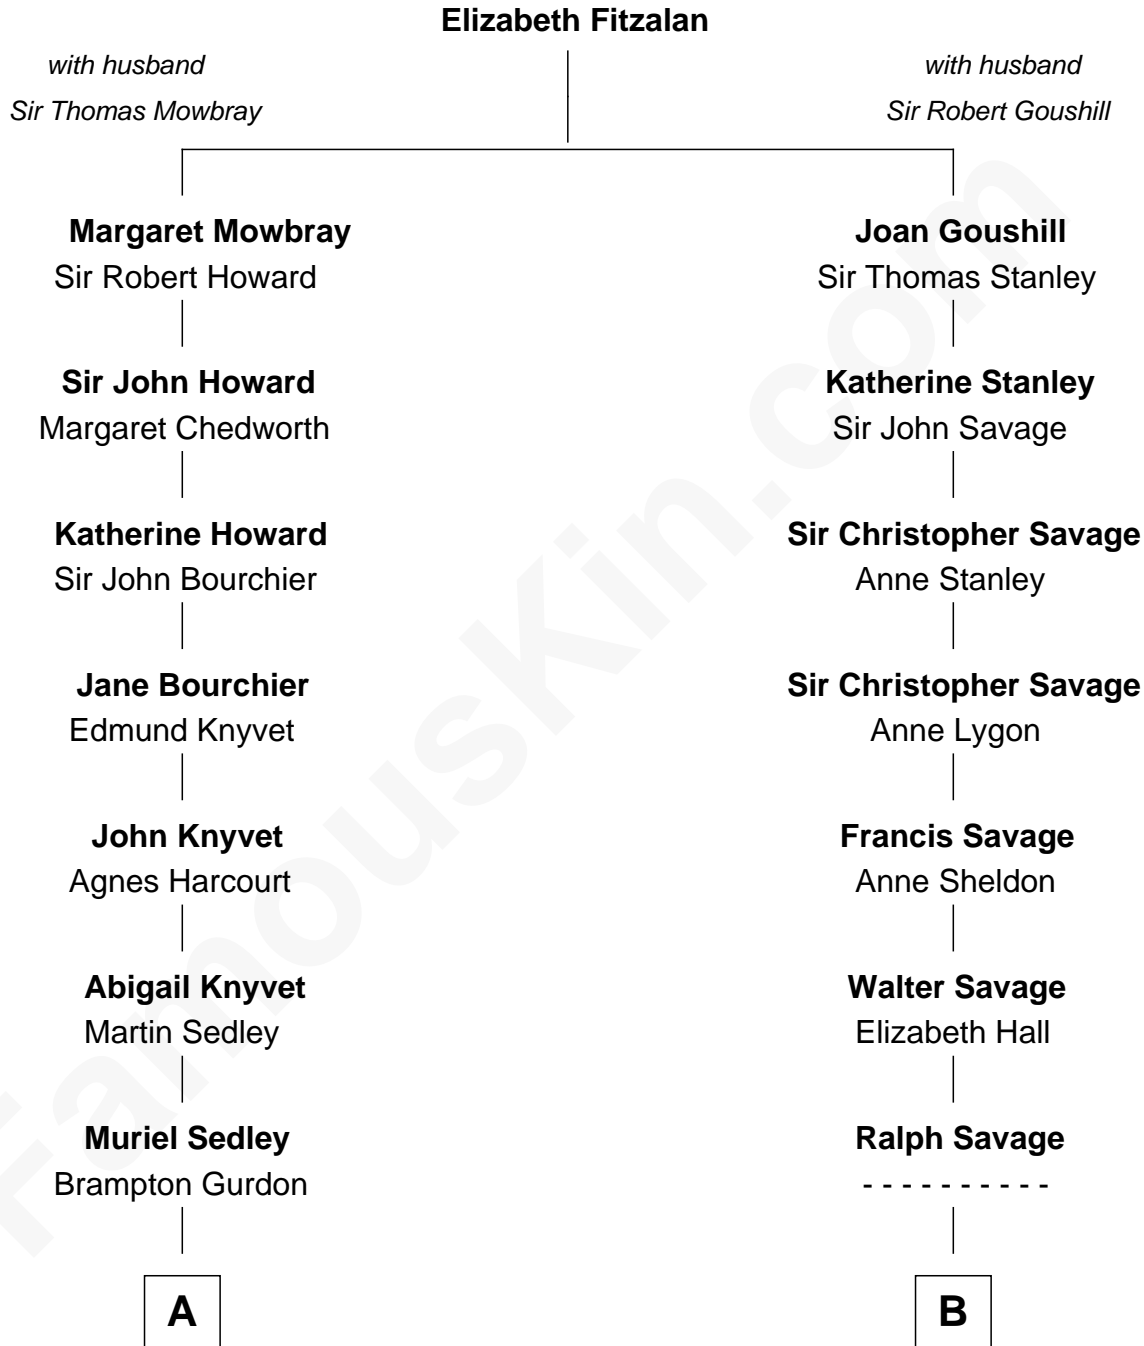 Elizabeth Fitzalan
with husband
Sir Thomas Mowbray
with husband
Sir Robert Goushill
Margaret Mowbray
Sir Robert Howard
Joan Goushill
Sir Thomas Stanley
Sir John Howard
Margaret Chedworth
Katherine Stanley
Sir John Savage
Katherine Howard
Sir John Bourchier
Sir Christopher Savage
Anne Stanley
Jane Bourchier
Edmund Knyvet
Sir Christopher Savage
Anne Lygon
John Knyvet
Agnes Harcourt
Francis Savage
Anne Sheldon
Abigail Knyvet
Martin Sedley
Walter Savage
Elizabeth Hall
Muriel Sedley
Brampton Gurdon
Ralph Savage
- - - - - - - - - -
A
B
FamousKin.com